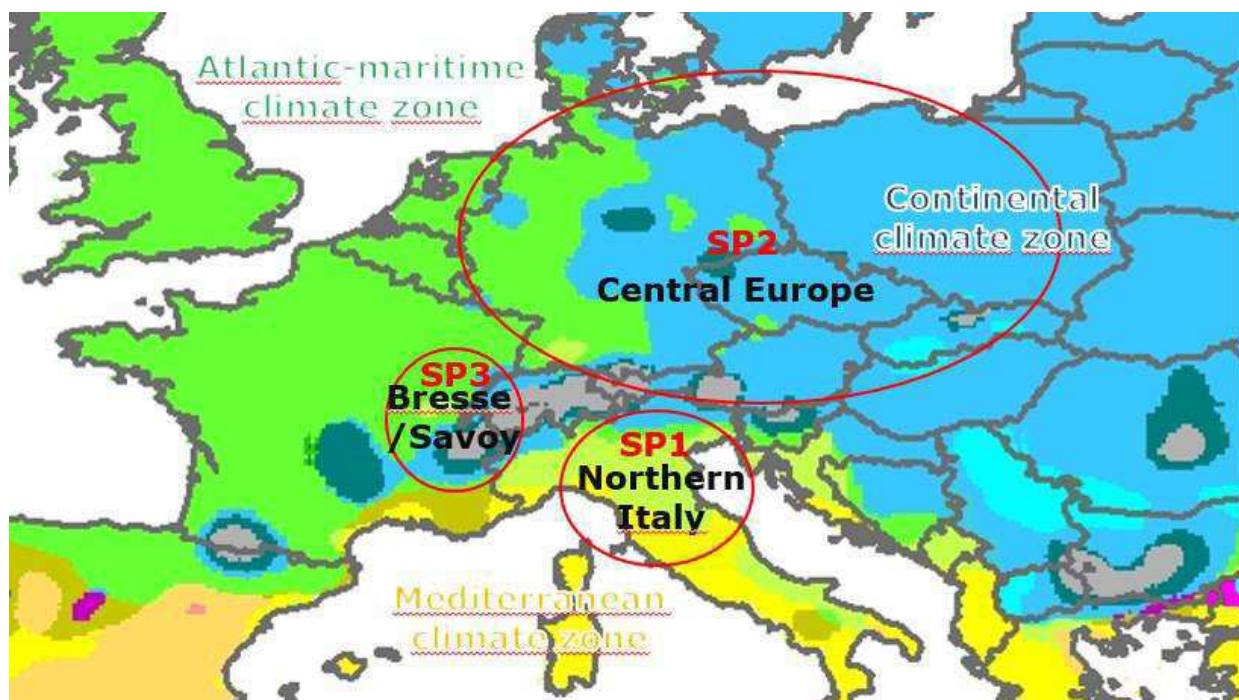 Atlantic-maritime
climate zone
Continental
climate zone
SP2
Central Europe
SP3
Bresse
/Savoy
SP1
Northern
Italy
Mediterranean
climate zone